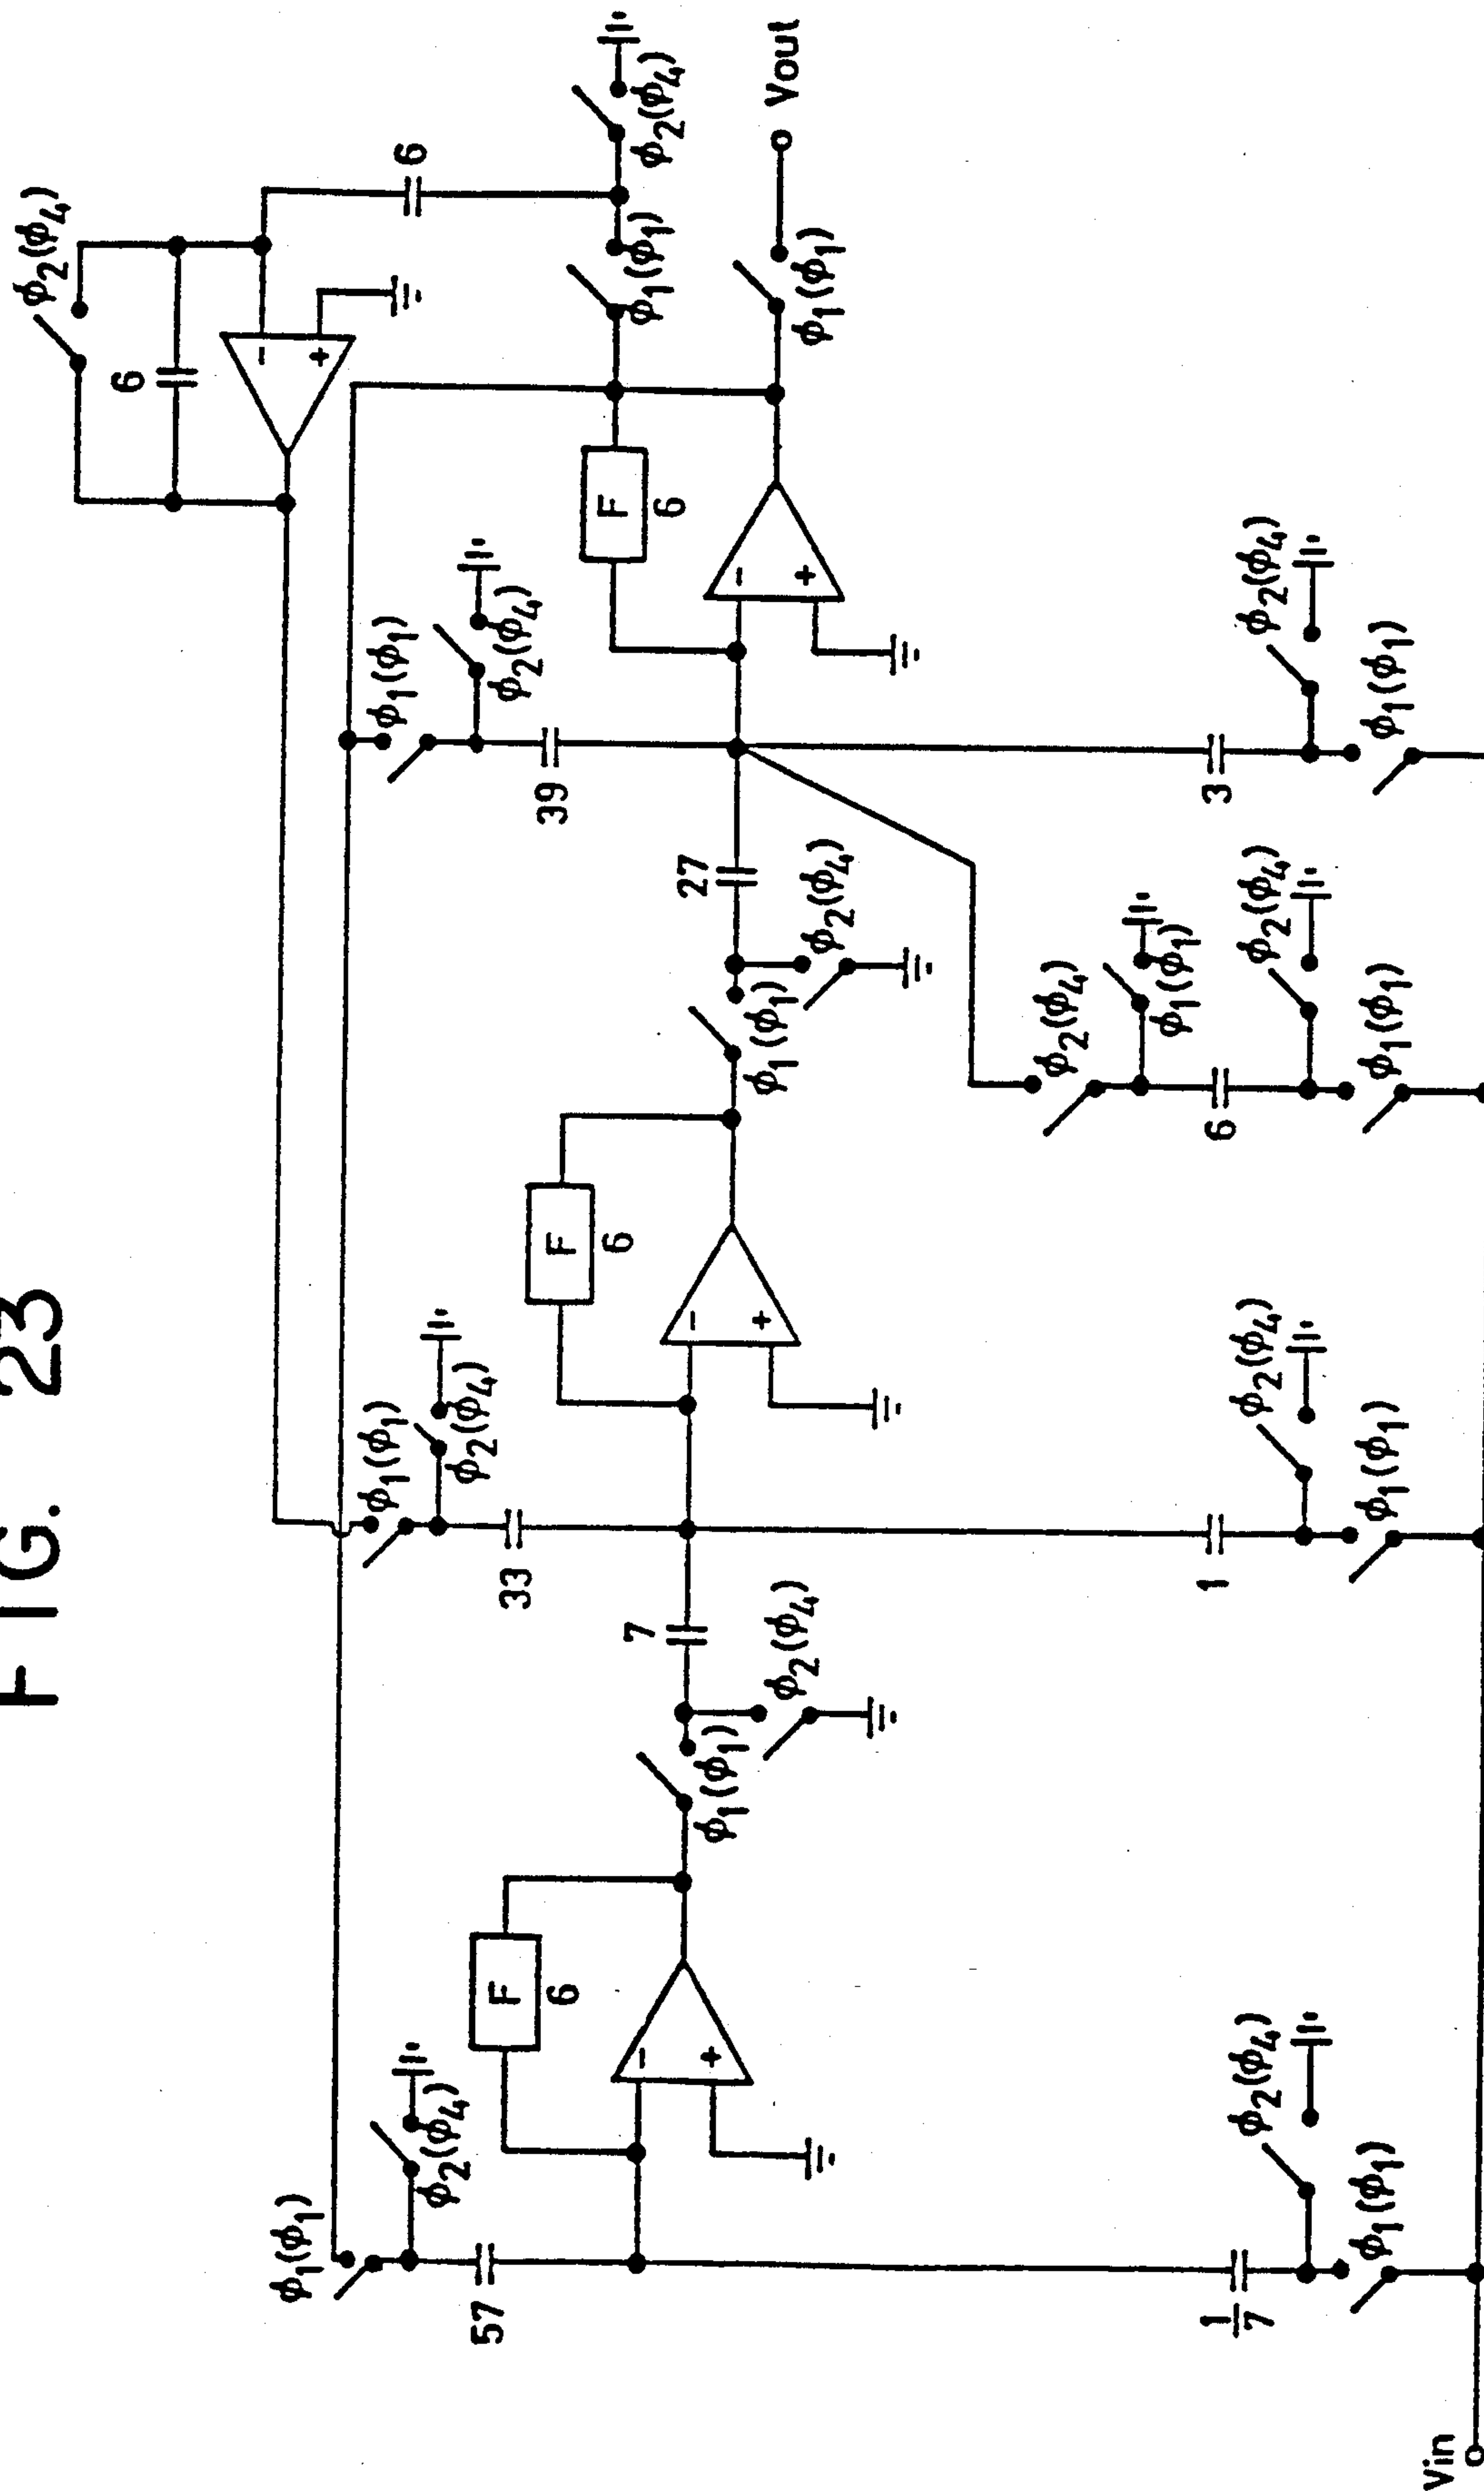 FIG. 23
ϕ2(ϕ4)
6
-
+
ϕ1(ϕ1)
ϕ1(ϕ1)
ϕ1(ϕ1)
6
ϕ2(ϕ4)
ϕ2(ϕ4)
ϕ2(ϕ4)
57
F
6
33
F
6
39
F
6
ϕ1(ϕ1)
ϕ2(ϕ4)
-
+
ϕ1(ϕ1)
7
ϕ2(ϕ4)
-
+
ϕ1(ϕ1)
27
ϕ2(ϕ4)
-
+
ϕ1(ϕ1)
Vout
ϕ2(ϕ4)
ϕ1(ϕ1)
1/7
1
6
3
ϕ2(ϕ4)
ϕ2(ϕ4)
ϕ2(ϕ4)
ϕ2(ϕ4)
ϕ1(ϕ1)
ϕ1(ϕ1)
ϕ1(ϕ1)
ϕ1(ϕ1)
Vin